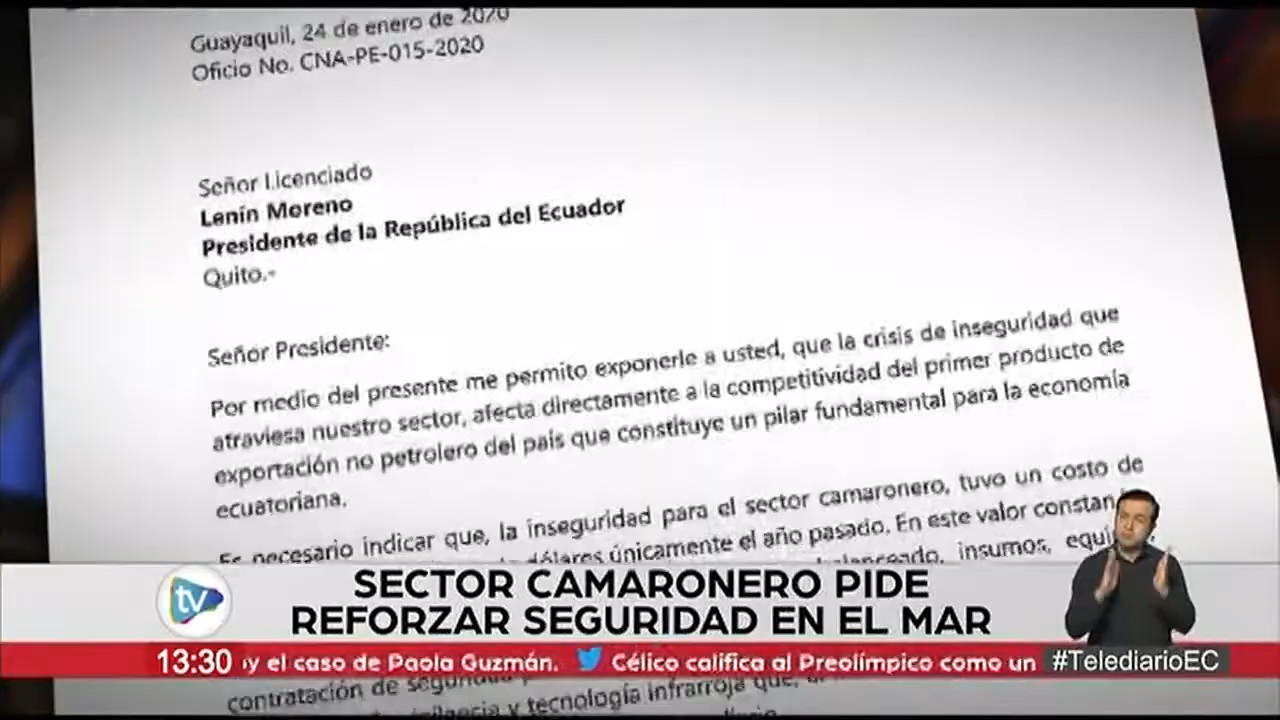 Guayaquil, 24 de enero de 2020
Oficio No. CNA-PE-015-2020
Señor Licenciado
Lenín Moreno
Presidente de la República del Ecuador
Quito.-
Señor Presidente:
Por medio del presente me permito exponerle a usted, que la crisis de inseguridad que
atraviesa nuestro sector, afecta directamente a la competitividad del primer producto de
exportación no petrolero del país que constituye un pilar fundamental para la economía
ecuatoriana.
Es necesario indicar que, la inseguridad para el sector camaronero, tuvo un costo de
dólares únicamente el año pasado. En este valor
insumos,
tv
SECTOR CAMARONERO PIDE
REFORZAR SEGURIDAD EN EL MAR
13:30 y el caso de Paola Guzmán. Célico califica al Preolímpico como un #TelediarioEC
contratación de
y tecnología infrarroja que,